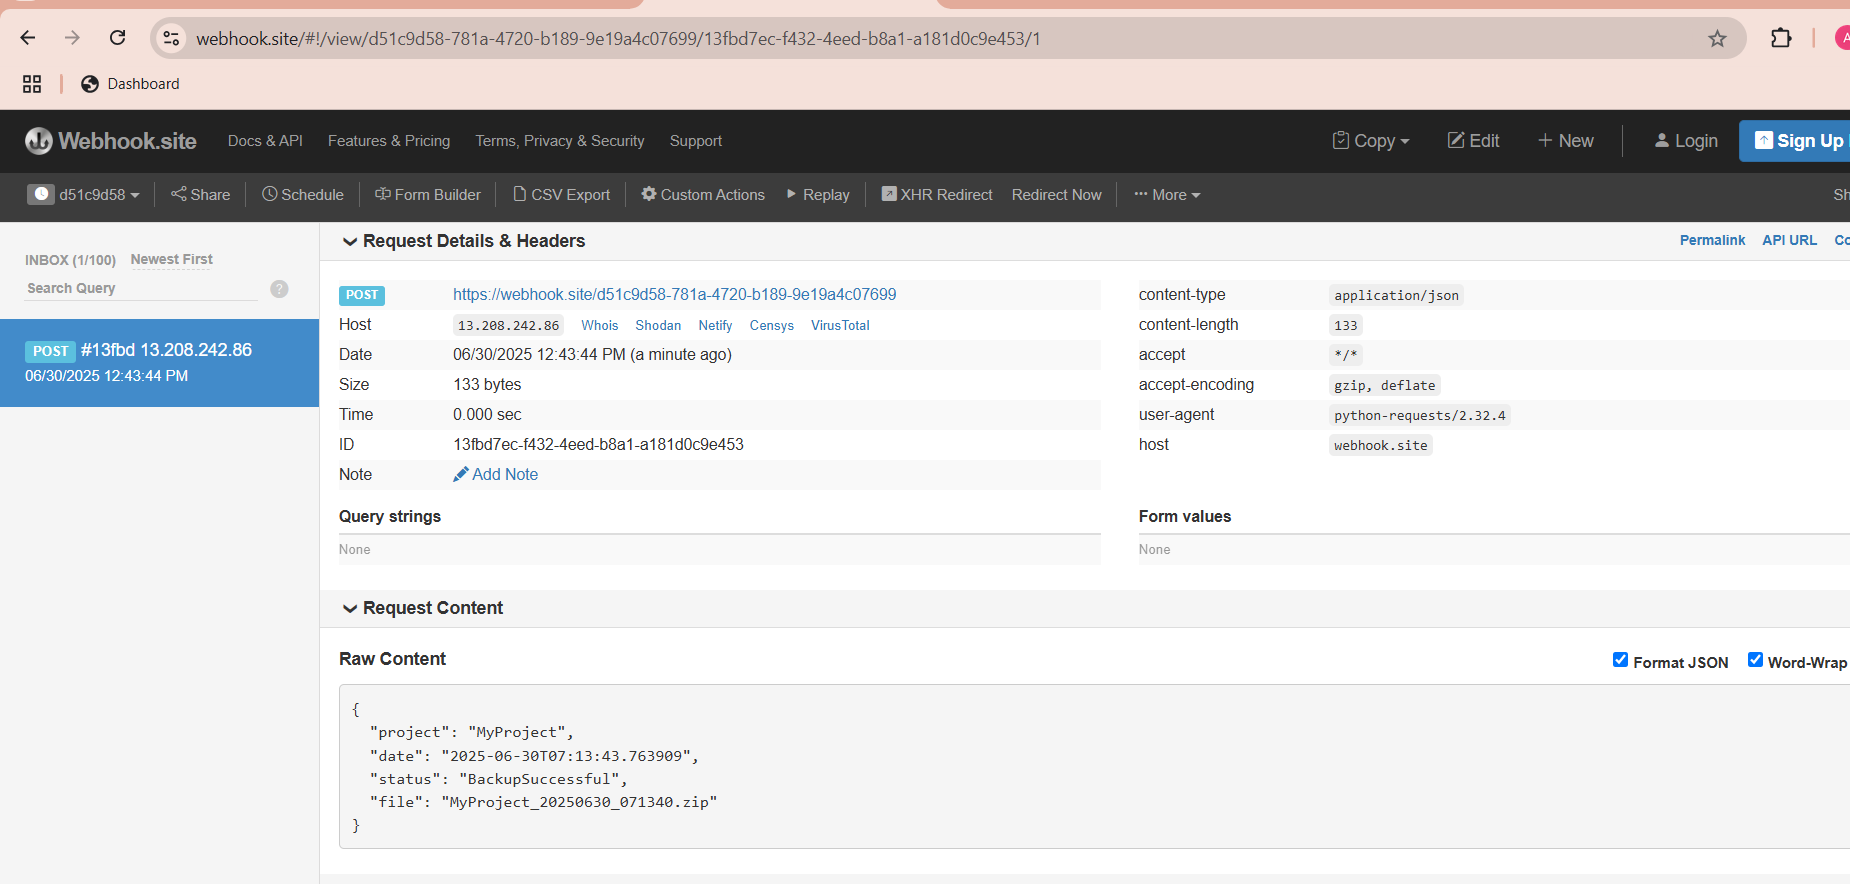 webhook.site/#!/view/d51c9d58-781a-4720-b189-9e19a4c07699/13fbd7ec-f432-4eed-b8a1-a181d0c9e453/1
A
Dashboard
Webhook.site Docs & API Features & Pricing Terms, Privacy & Security Support Copy Edit New Login Sign Up
d51c9d58 Share Schedule Form Builder CSV Export Custom Actions Replay XHR Redirect Redirect Now More Sh
INBOX (1/100) Newest First
Search Query ?
POST #13fbd 13.208.242.86
06/30/2025 12:43:44 PM
Request Details & Headers Permalink API URL Co
POST https://webhook.site/d51c9d58-781a-4720-b189-9e19a4c07699
Host 13.208.242.86 Whois Shodan Netify Censys VirusTotal
Date 06/30/2025 12:43:44 PM (a minute ago)
Size 133 bytes
Time 0.000 sec
ID 13fbd7ec-f432-4eed-b8a1-a181d0c9e453
Note Add Note
content-type application/json
content-length 133
accept */*
accept-encoding gzip, deflate
user-agent python-requests/2.32.4
host webhook.site
Query strings
None
Form values
None
Request Content
Raw Content Format JSON Word-Wrap
{
"project": "MyProject",
"date": "2025-06-30T07:13:43.763909",
"status": "BackupSuccessful",
"file": "MyProject_20250630_071340.zip"
}